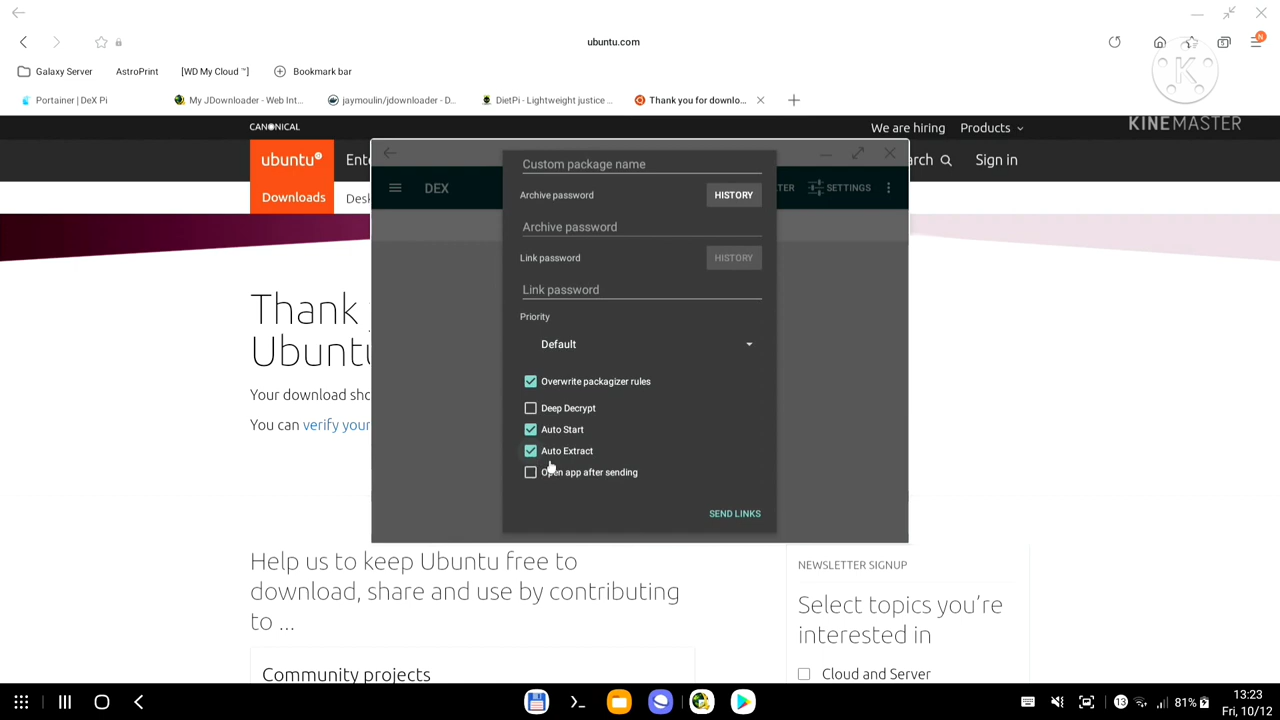 ubuntu.com
N
5
Galaxy Server
AstroPrint
[WD My Cloud ™]
Bookmark bar
Portainer | DeX Pi
My JDownloader - Web Int...
jaymoulin/jdownloader - D...
DietPi - Lightweight justice ...
Thank you for downlo...
K
KINEMASTER
CANONICAL
We are hiring
Products
ubuntu
Ente
arch
Sign in
Downloads
Desk
DEX
TER
SETTINGS
Custom package name
Archive password
HISTORY
Archive password
Link password
HISTORY
Link password
Priority
Default
Overwrite packagizer rules
Deep Decrypt
Auto Start
Auto Extract
Open app after sending
SEND LINKS
Thank
Ubuntu
Your download sho
You can verify your
Help us to keep Ubuntu free to
download, share and use by contributing
to ...
Community projects
NEWSLETTER SIGNUP
Select topics you’re
interested in
Cloud and Server
13
81%
13:23
Fri, 10/12